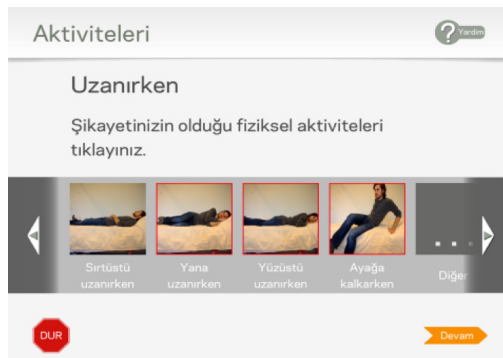 Aktiviteleri
Yardım
Uzanırken
Şikayetinizin olduğu fiziksel aktiviteleri
tıklayınız.
Sırtüstü
uzanırken
Yana
uzanırken
Yüzüstü
uzanırken
Ayağa
kalkarken
Diğer
DUR
Devam